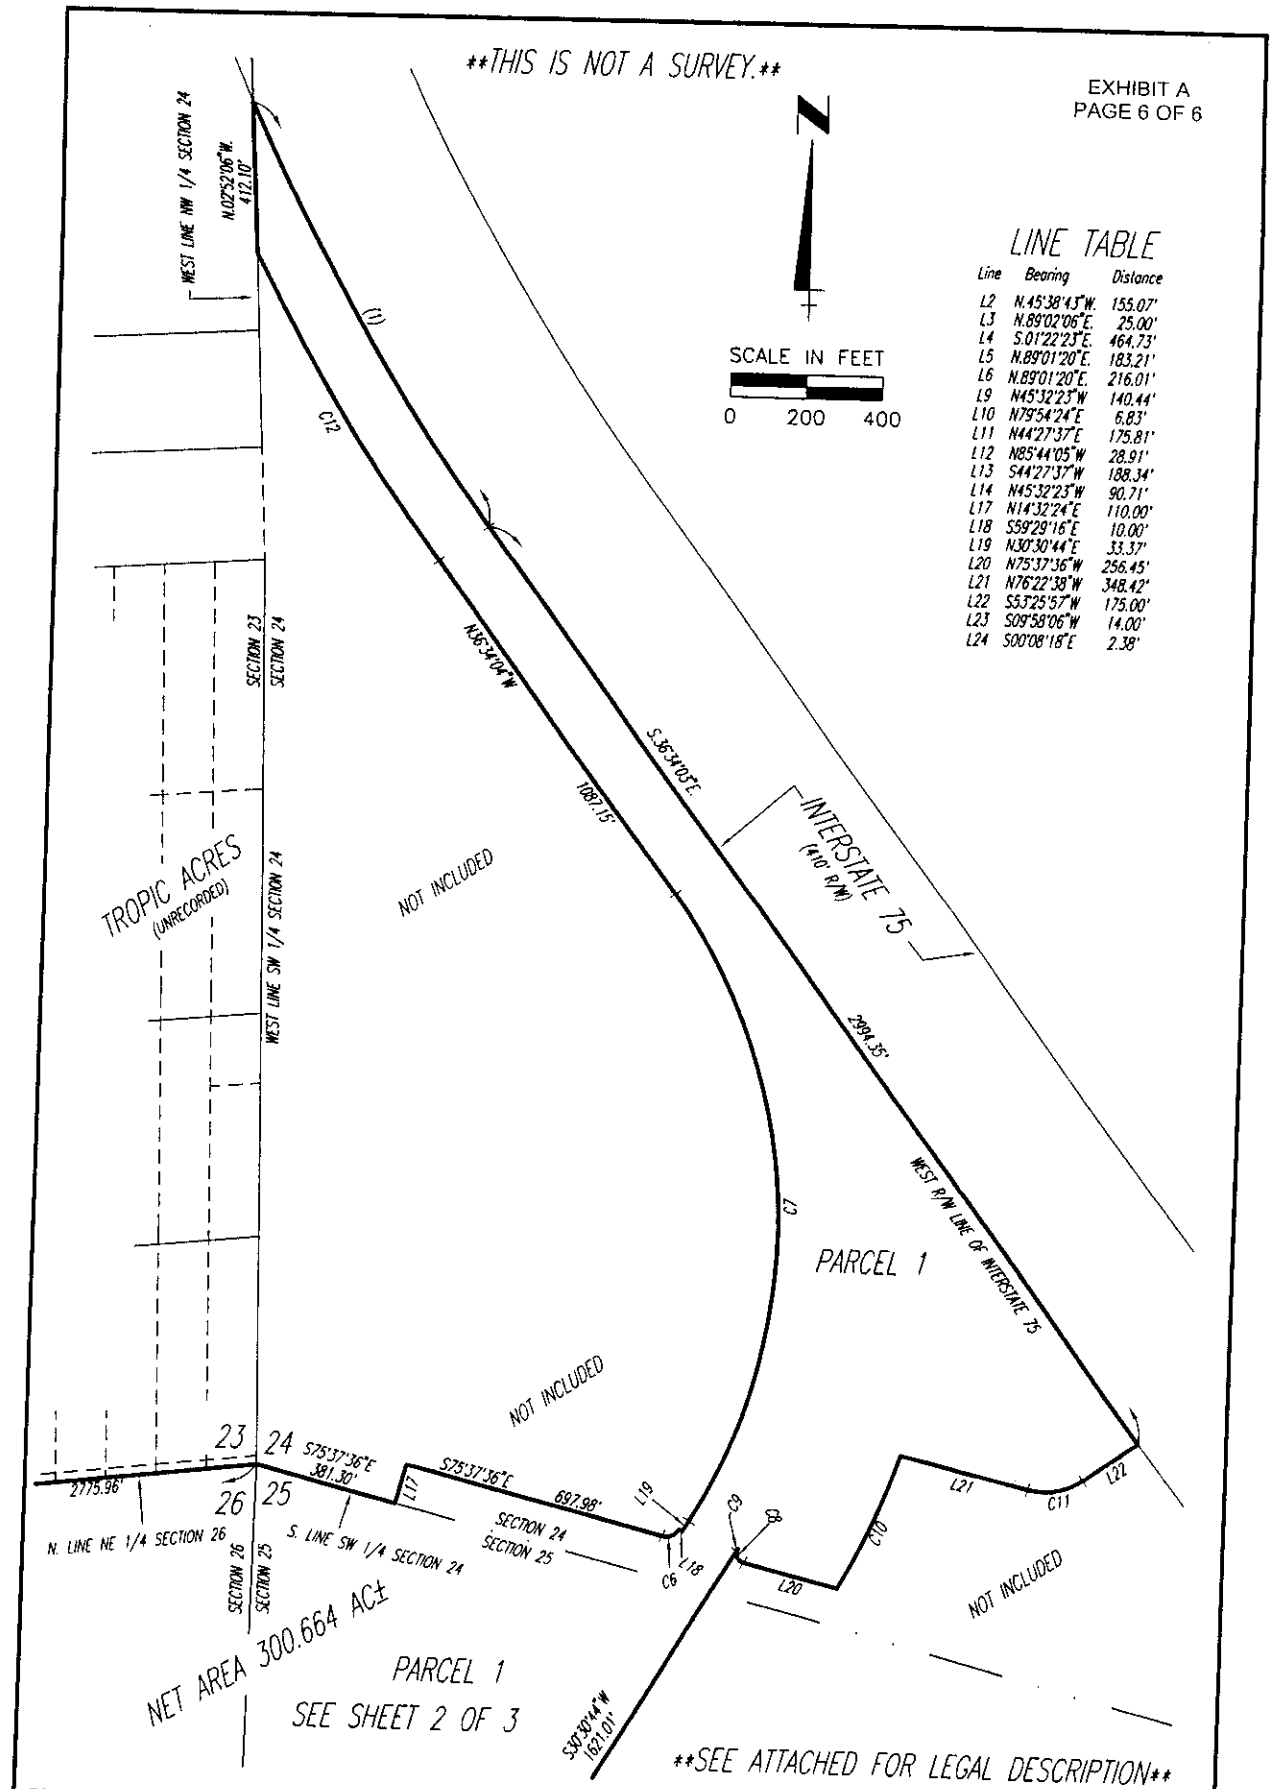 **THIS IS NOT A SURVEY.**
EXHIBIT A
PAGE 6 OF 6
N
WEST LINE NW 1/4 SECTION 24
N.02°52'06"W.
412.10'
LINE TABLE
Line Bearing Distance
L2 N.45°38'43"W. 155.07'
L3 N.89°02'06"E. 25.00'
L4 S.01°22'23"E. 464.73'
L5 N.89°01'20"E. 183.21'
L6 N.89°01'20"E. 216.01'
L9 N45°32'23"W 140.44'
L10 N79°54'24"E 6.83'
L11 N44°27'37"E 175.81'
L12 N85°44'05"W 28.91'
L13 S44°27'37"W 188.34'
L14 N45°32'23"W 90.71'
L17 N14°32'24"E 110.00'
L18 S59°29'16"E 10.00'
L19 N30°30'44"E 33.37'
L20 N75°37'36"W 256.45'
L21 N76°22'38"W 348.42'
L22 S53°25'57"W 175.00'
L23 S09°58'06"W 14.00'
L24 S00°08'18"E 2.38'
SCALE IN FEET
0 200 400
(1)
C12
SECTION 23
SECTION 24
N36°34'04"W
1087.15'
S.36°34'03"E.
2994.35'
INTERSTATE 75
(410' R/W)
TROPIC ACRES
(UNRECORDED)
NOT INCLUDED
WEST LINE SW 1/4 SECTION 24
WEST R/W LINE OF INTERSTATE 75
C7
PARCEL 1
NOT INCLUDED
23 24
26 25
2775.96'
N. LINE NE 1/4 SECTION 26
S75°37'36"E
381.30'
S. LINE SW 1/4 SECTION 24
L17
S75°37'36"E
697.98'
SECTION 24
SECTION 25
L19
L18
C6
C9
C8
L20
C10
L21
C11
L22
NOT INCLUDED
SECTION 26
SECTION 25
NET AREA 300.664 AC±
PARCEL 1
SEE SHEET 2 OF 3
S30°30'44"W
1621.01'
**SEE ATTACHED FOR LEGAL DESCRIPTION**